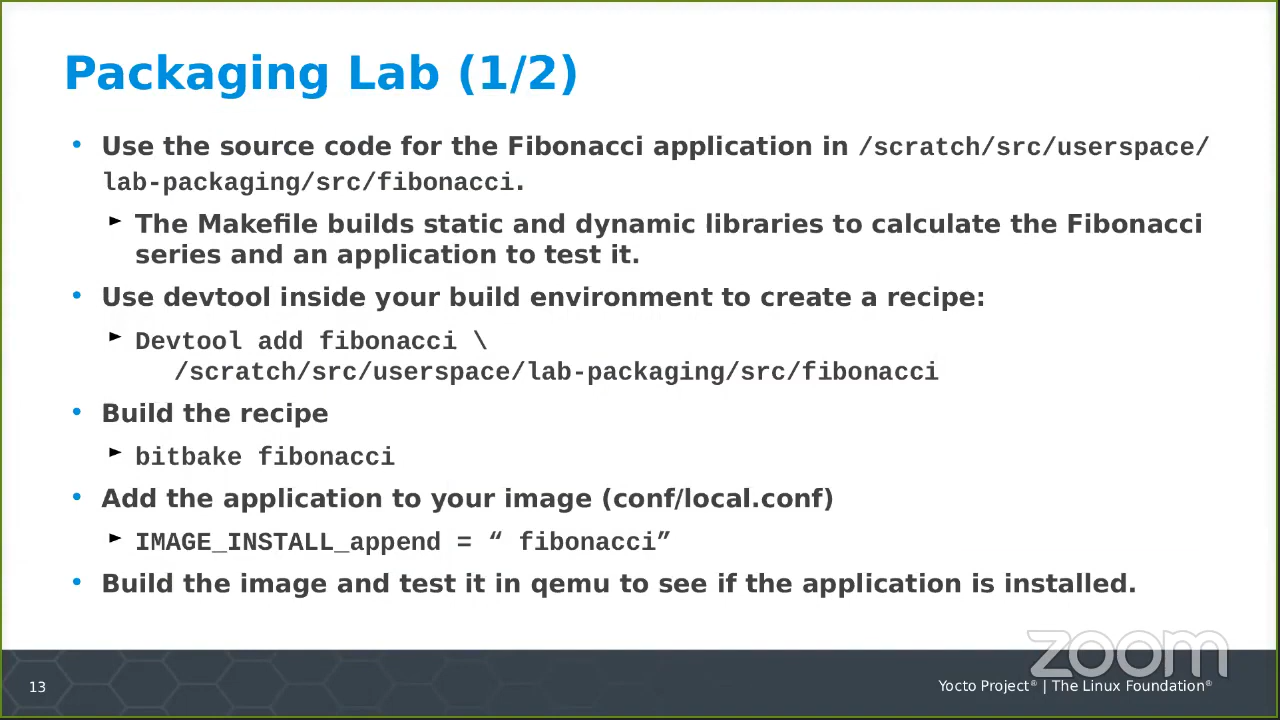 Packaging Lab (1/2)
• Use the source code for the Fibonacci application in /scratch/src/userspace/
lab-packaging/src/fibonacci.
► The Makefile builds static and dynamic libraries to calculate the Fibonacci
series and an application to test it.
• Use devtool inside your build environment to create a recipe:
► Devtool add fibonacci \
/scratch/src/userspace/lab-packaging/src/fibonacci
• Build the recipe
► bitbake fibonacci
• Add the application to your image (conf/local.conf)
► IMAGE_INSTALL_append = “ fibonacci”
• Build the image and test it in qemu to see if the application is installed.
zoom
13
Yocto Project® | The Linux Foundation®